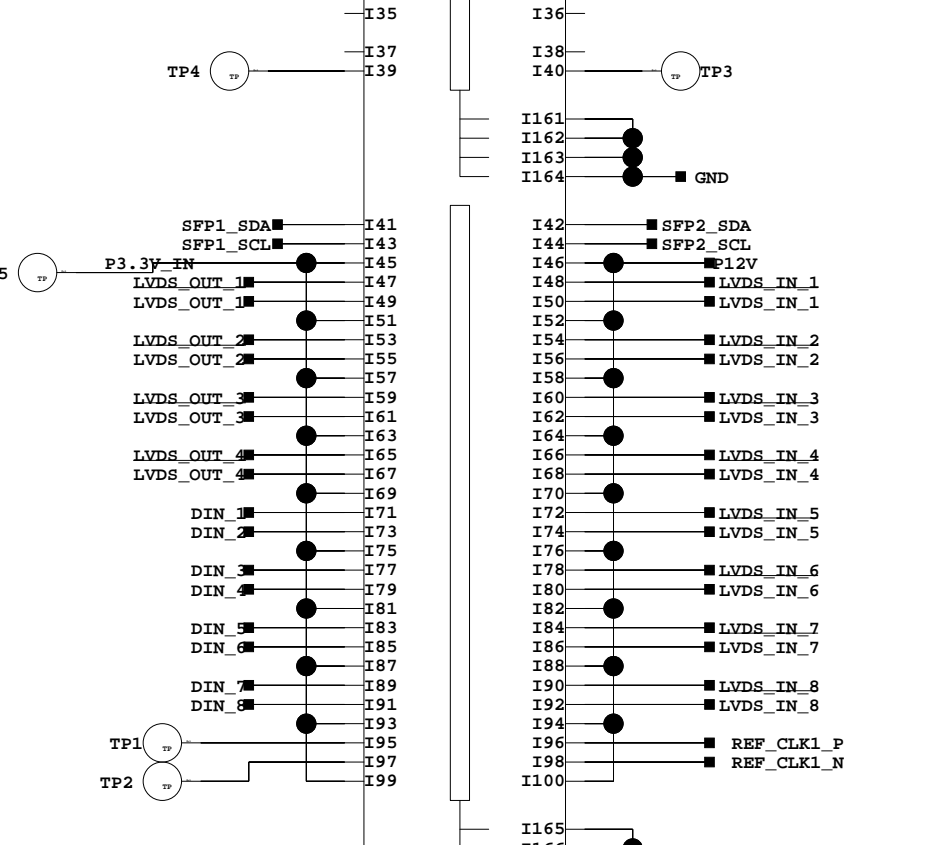 I35 I36
I37 I38
TP4 TP I39 I40 TP TP3
I161
I162
I163
I164 GND
SFP1_SDA I41 I42 SFP2_SDA
SFP1_SCL I43 I44 SFP2_SCL
5 TP P3.3V_IN I45 I46 P12V
LVDS_OUT_1 I47 I48 LVDS_IN_1
LVDS_OUT_1 I49 I50 LVDS_IN_1
I51 I52
LVDS_OUT_2 I53 I54 LVDS_IN_2
LVDS_OUT_2 I55 I56 LVDS_IN_2
I57 I58
LVDS_OUT_3 I59 I60 LVDS_IN_3
LVDS_OUT_3 I61 I62 LVDS_IN_3
I63 I64
LVDS_OUT_4 I65 I66 LVDS_IN_4
LVDS_OUT_4 I67 I68 LVDS_IN_4
I69 I70
DIN_1 I71 I72 LVDS_IN_5
DIN_2 I73 I74 LVDS_IN_5
I75 I76
DIN_3 I77 I78 LVDS_IN_6
DIN_4 I79 I80 LVDS_IN_6
I81 I82
DIN_5 I83 I84 LVDS_IN_7
DIN_6 I85 I86 LVDS_IN_7
I87 I88
DIN_7 I89 I90 LVDS_IN_8
DIN_8 I91 I92 LVDS_IN_8
I93 I94
TP1 TP I95 I96 REF_CLK1_P
I97 I98 REF_CLK1_N
TP2 TP I99 I100
I165